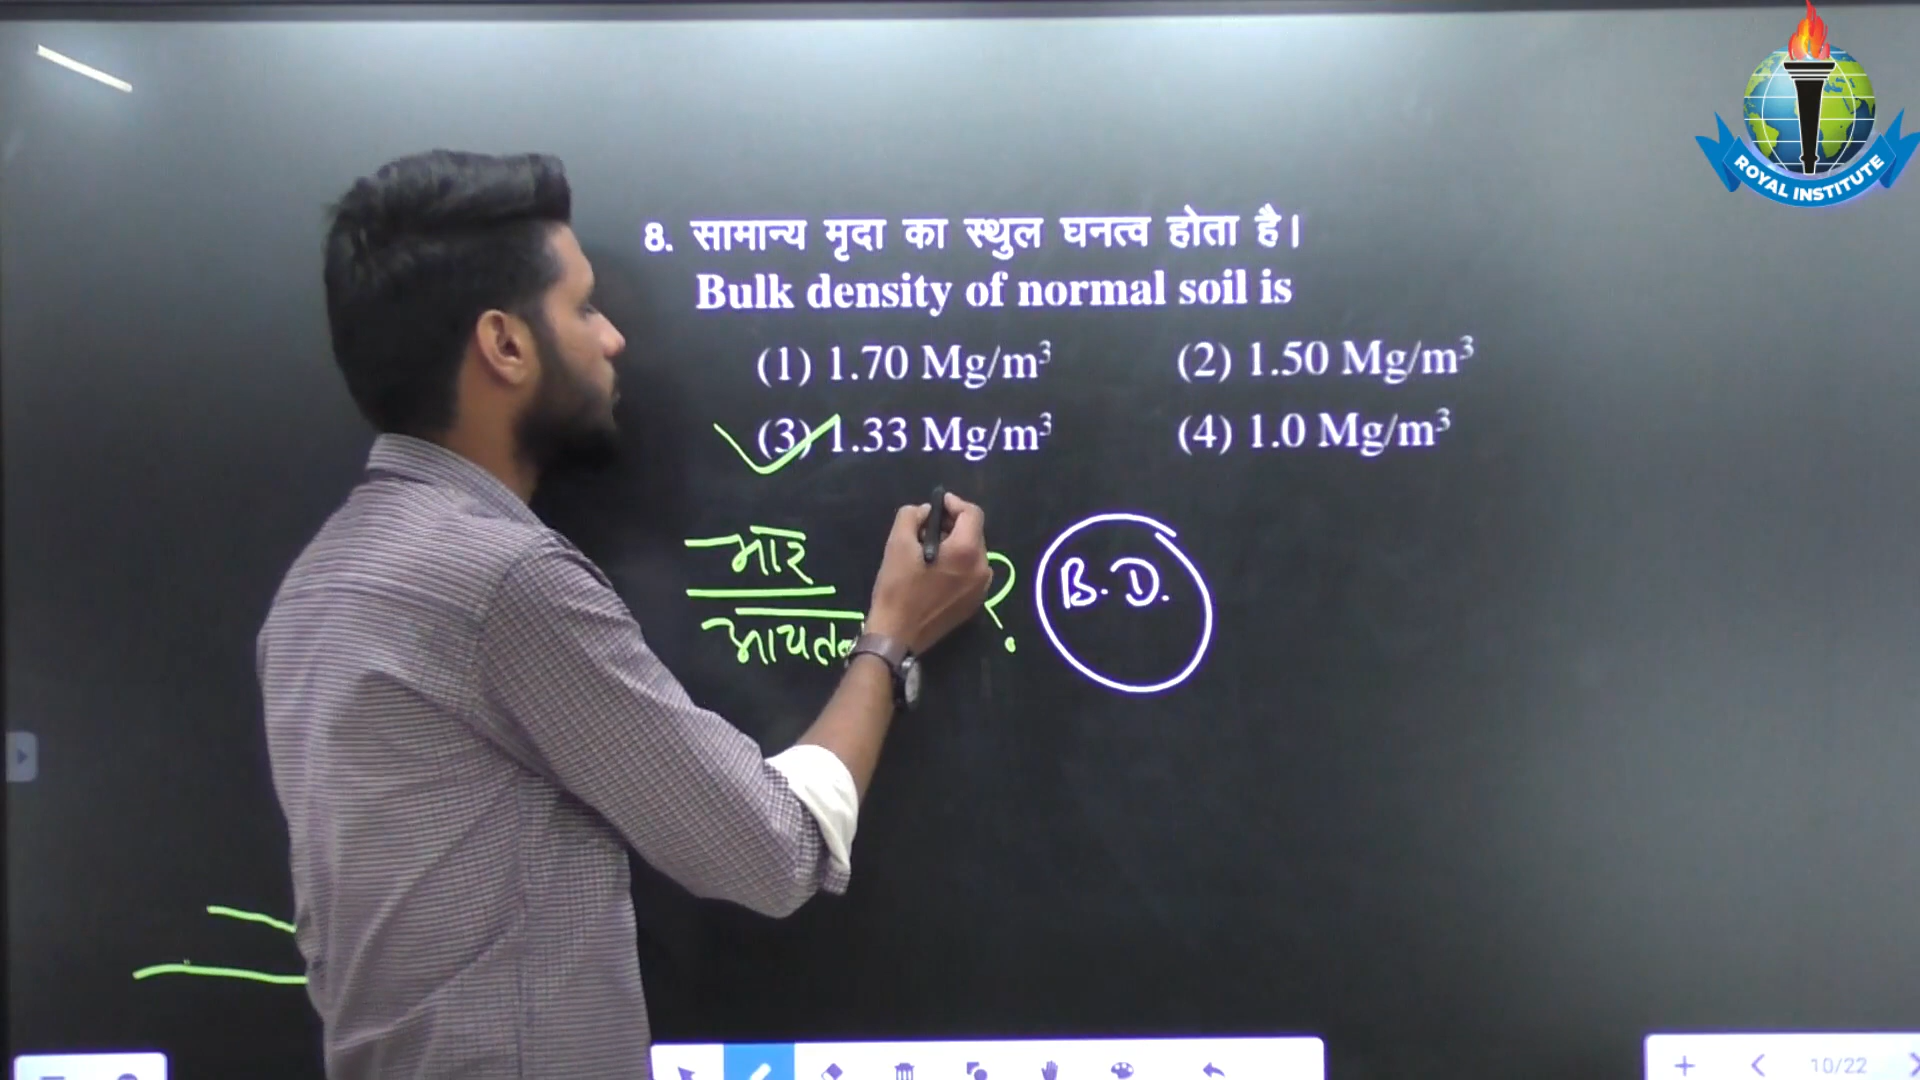 ROYAL INSTITUTE
8. सामान्य मृदा का स्थुल घनत्व होता है।
Bulk density of normal soil is
(1) 1.70 Mg/m³
(2) 1.50 Mg/m³
(3) 1.33 Mg/m³
(4) 1.0 Mg/m³
भार
आयतन
?
B.D.
10/22